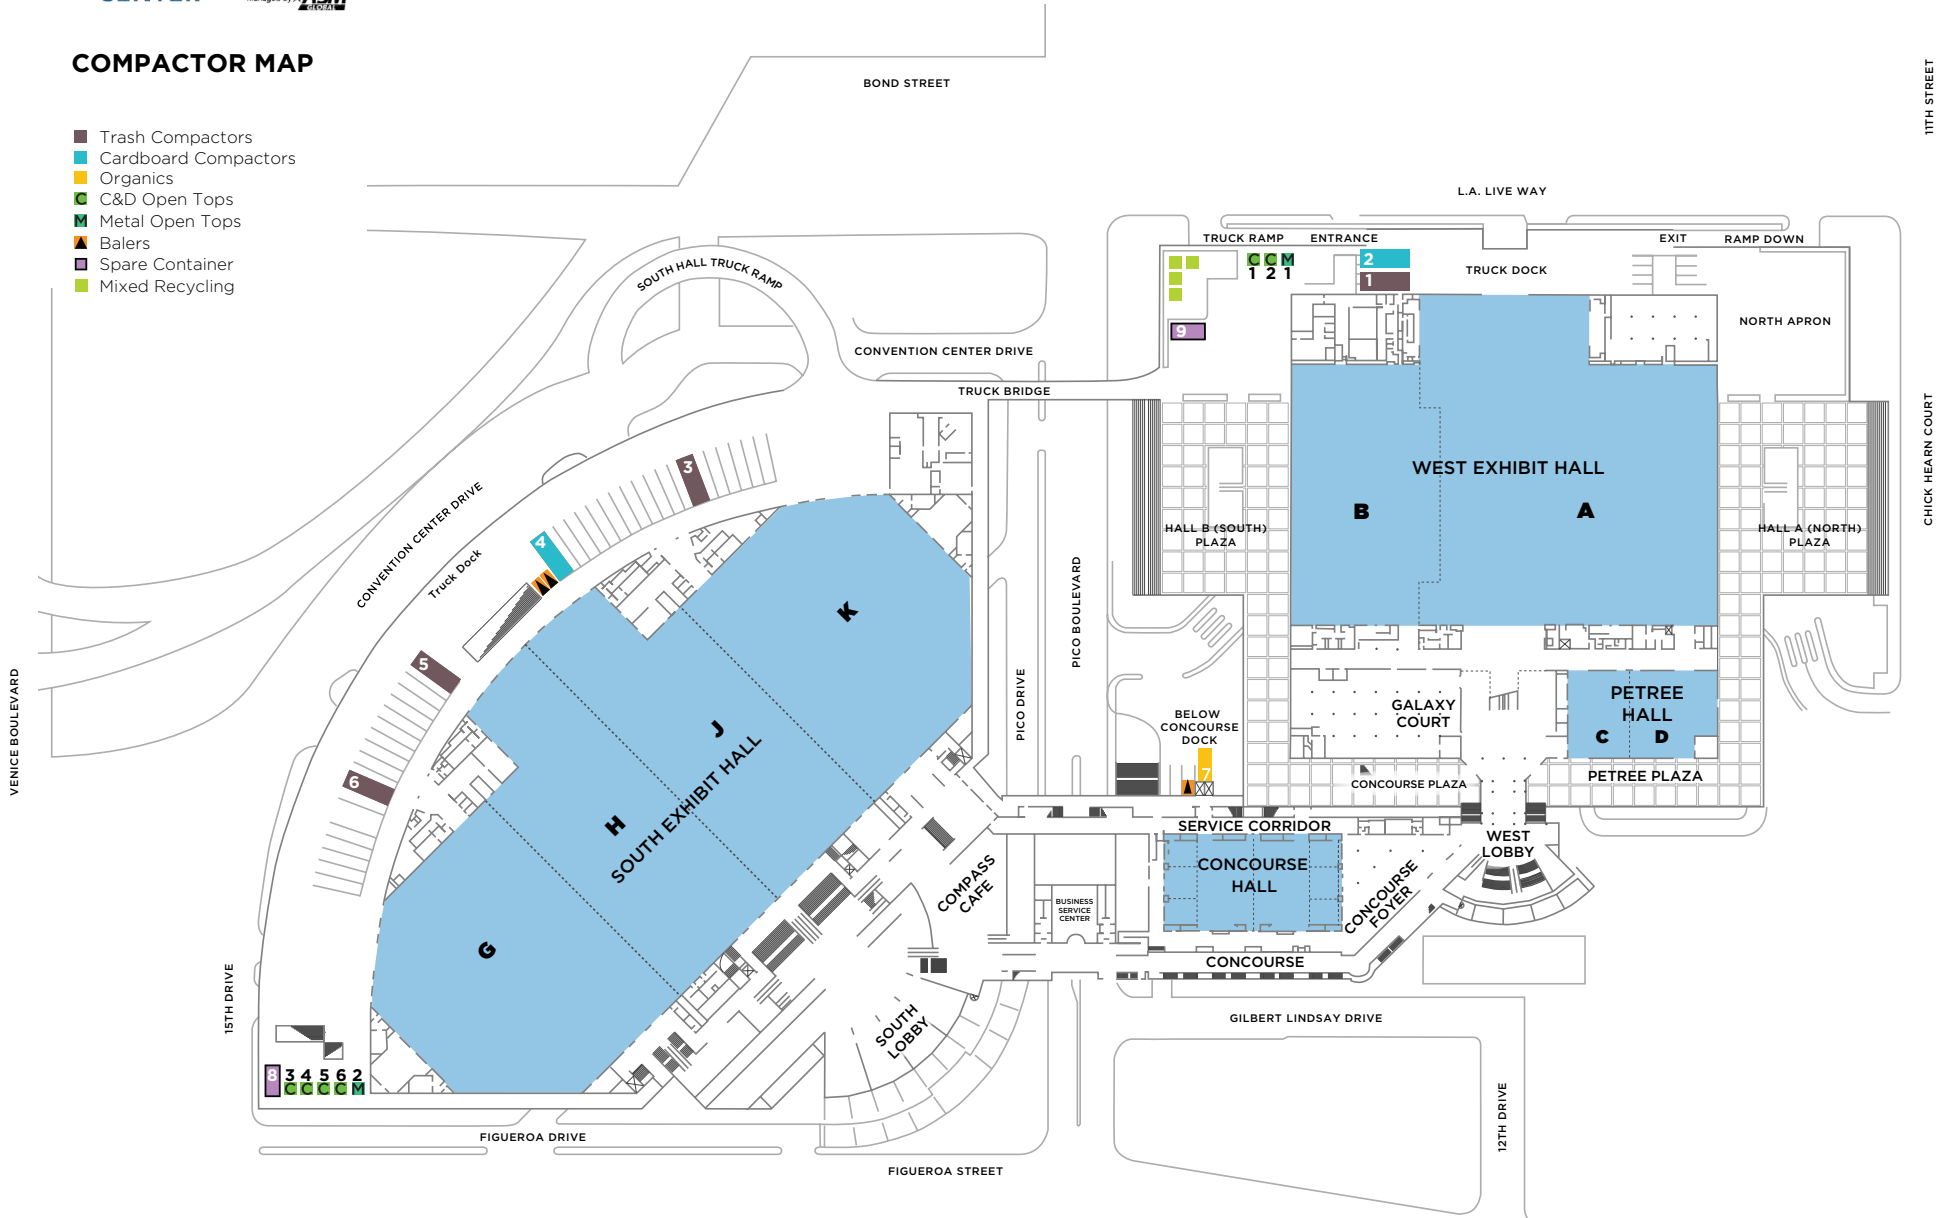 COMPACTOR MAP
Trash Compactors
Cardboard Compactors
Organics
C C&D Open Tops
M Metal Open Tops
Balers
Spare Container
Mixed Recycling
BOND STREET
11TH STREET
L.A. LIVE WAY
TRUCK RAMP
ENTRANCE
EXIT
RAMP DOWN
SOUTH HALL TRUCK RAMP
C C M
1 2 1
2
1
TRUCK DOCK
NORTH APRON
9
CONVENTION CENTER DRIVE
TRUCK BRIDGE
CHICK HEARN COURT
3
WEST EXHIBIT HALL
B
A
CONVENTION CENTER DRIVE
Truck Dock
4
HALL B (SOUTH)
PLAZA
HALL A (NORTH)
PLAZA
K
PICO BOULEVARD
5
VENICE BOULEVARD
PICO DRIVE
J
SOUTH EXHIBIT HALL
H
G
6
BELOW
CONCOURSE
DOCK
7
GALAXY
COURT
PETREE
HALL
C
D
CONCOURSE PLAZA
PETREE PLAZA
SERVICE CORRIDOR
WEST
LOBBY
CONCOURSE
HALL
COMPASS
CAFE
BUSINESS
SERVICE
CENTER
CONCOURSE
FOYER
CONCOURSE
15TH DRIVE
SOUTH
LOBBY
GILBERT LINDSAY DRIVE
8
3 4 5 6 2
C C C C M
12TH DRIVE
FIGUEROA DRIVE
FIGUEROA STREET